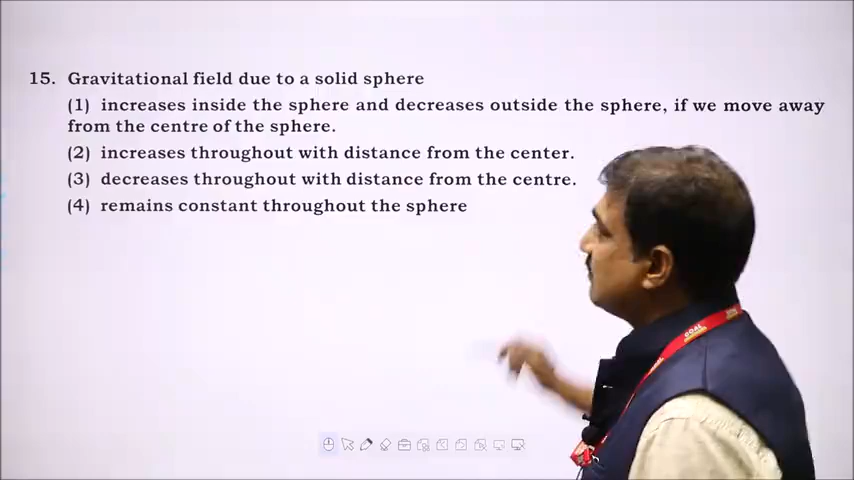 15. Gravitational field due to a solid sphere
(1) increases inside the sphere and decreases outside the sphere, if we move away
from the centre of the sphere.
(2) increases throughout with distance from the center.
(3) decreases throughout with distance from the centre.
(4) remains constant throughout the sphere
GOAL